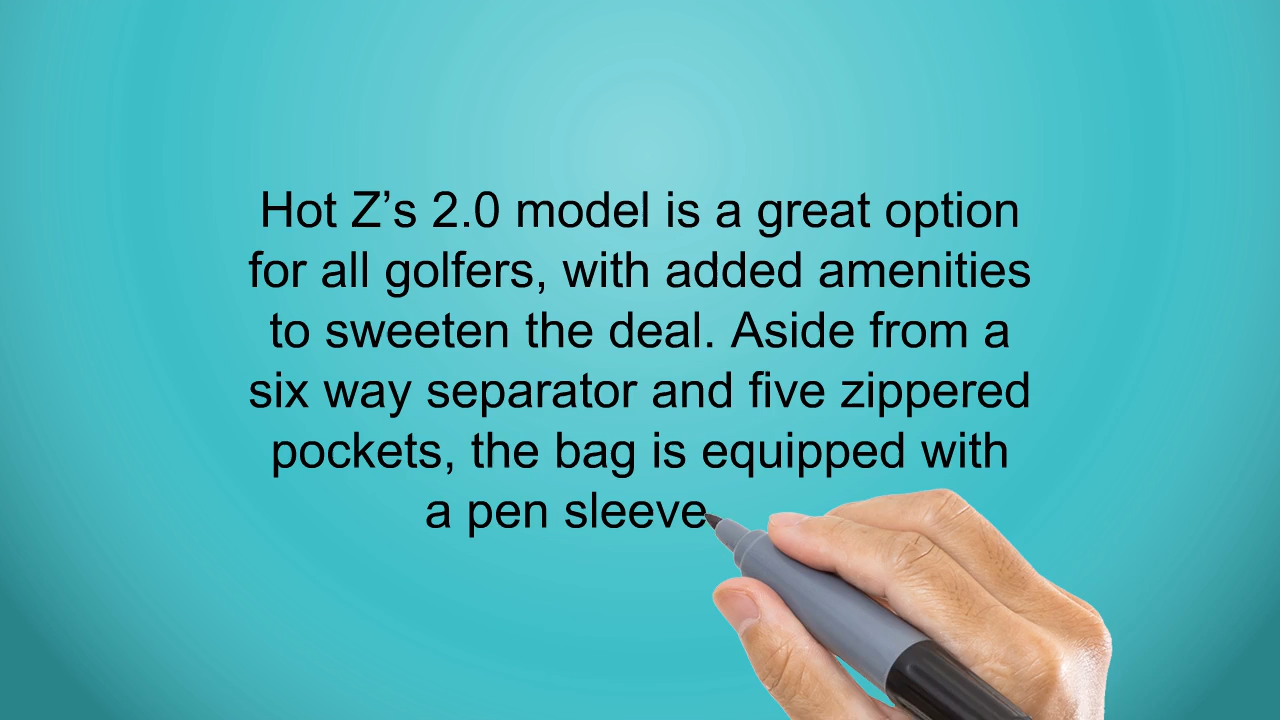 Hot Z’s 2.0 model is a great option
for all golfers, with added amenities
to sweeten the deal. Aside from a
six way separator and five zippered
pockets, the bag is equipped with
a pen sleeve